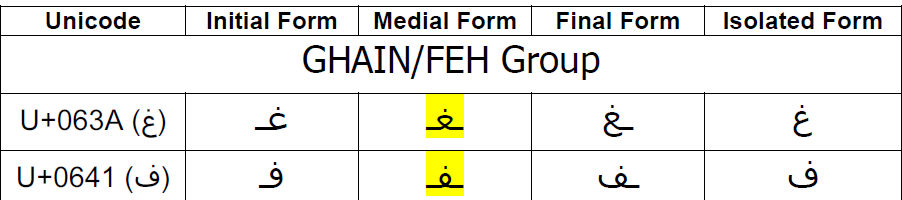 Unicode Initial Form Medial Form Final Form Isolated Form
GHAIN/FEH Group
U+063A (غ) غـ ـغـ ـغ غ
U+0641 (ف) فـ ـفـ ـف ف